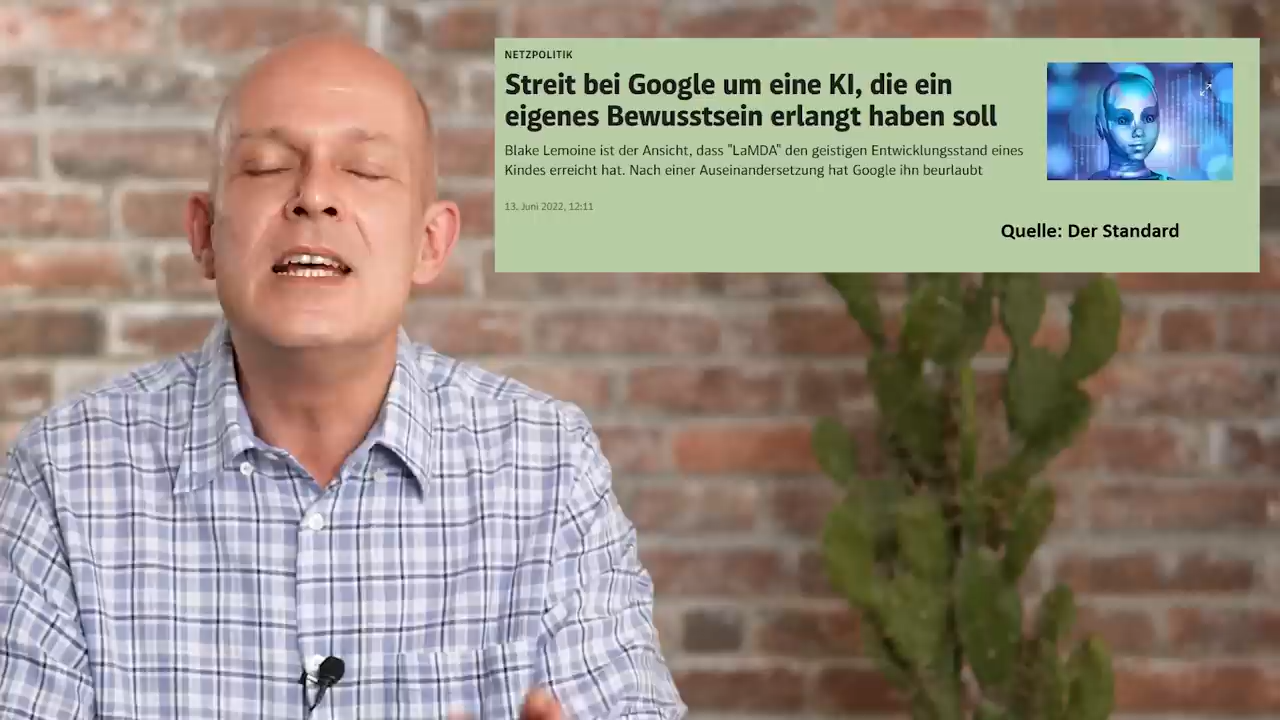 NETZPOLITIK
Streit bei Google um eine KI, die ein
eigenes Bewusstsein erlangt haben soll
Blake Lemoine ist der Ansicht, dass "LaMDA" den geistigen Entwicklungsstand eines
Kindes erreicht hat. Nach einer Auseinandersetzung hat Google ihn beurlaubt
13. Juni 2022, 12:11
Quelle: Der Standard